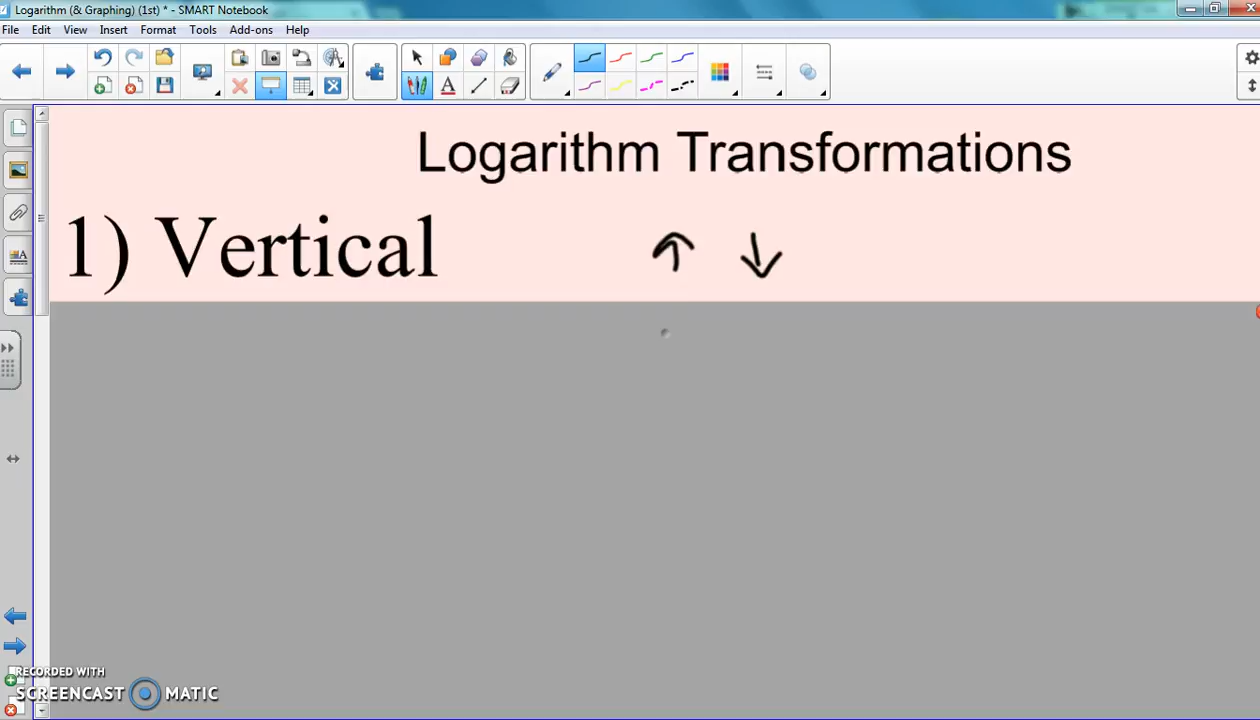 Logarithm (& Graphing) (1st) * - SMART Notebook
File Edit View Insert Format Tools Add-ons Help
Logarithm Transformations
1) Vertical ↑ ↓
RECORDED WITH
SCREENCAST MATIC